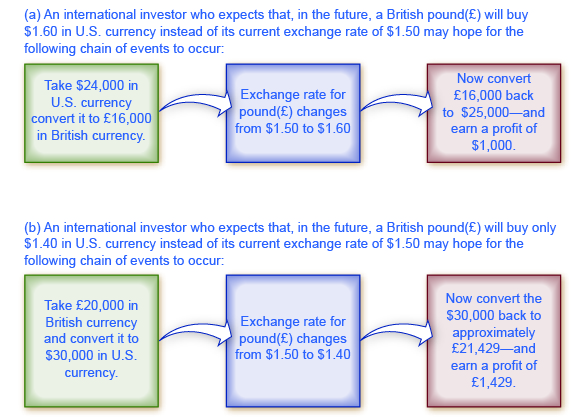 (a) An international investor who expects that, in the future, a British pound(£) will buy
$1.60 in U.S. currency instead of its current exchange rate of $1.50 may hope for the
following chain of events to occur:
Take $24,000 in
U.S. currency
convert it to £16,000
in British currency.
Exchange rate for
pound(£) changes
from $1.50 to $1.60
Now convert
£16,000 back
to $25,000—and
earn a profit of
$1,000.
(b) An international investor who expects that, in the future, a British pound(£) will buy only
$1.40 in U.S. currency instead of its current exchange rate of $1.50 may hope for the
following chain of events to occur:
Take £20,000 in
British currency
and convert it to
$30,000 in U.S.
currency.
Exchange rate for
pound(£) changes
from $1.50 to $1.40
Now convert the
$30,000 back to
approximately
£21,429—and
earn a profit of
£1,429.